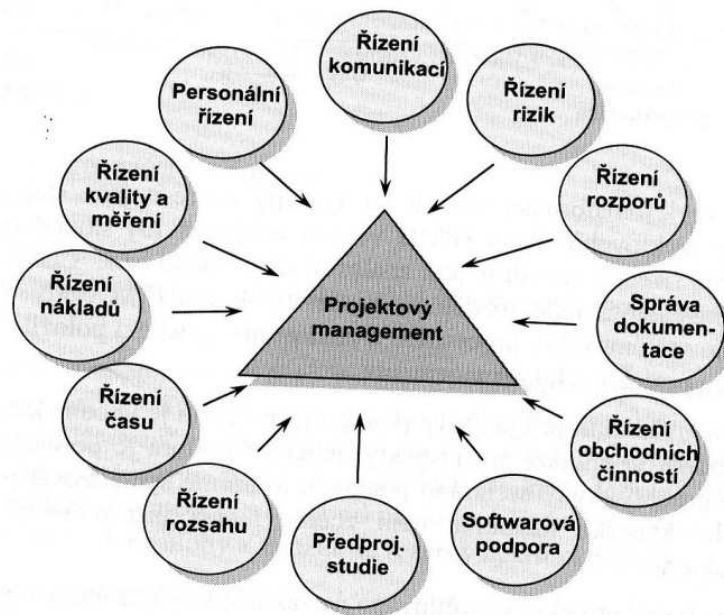 Řízení
komunikací
Řízení
rizik
Řízení
rozporů
Správa
dokumen-
tace
Řízení
obchodních
činností
Softwarová
podpora
Předproj.
studie
Řízení
rozsahu
Řízení
času
Řízení
nákladů
Řízení
kvality a
měření
Personální
řízení
Projektový
management